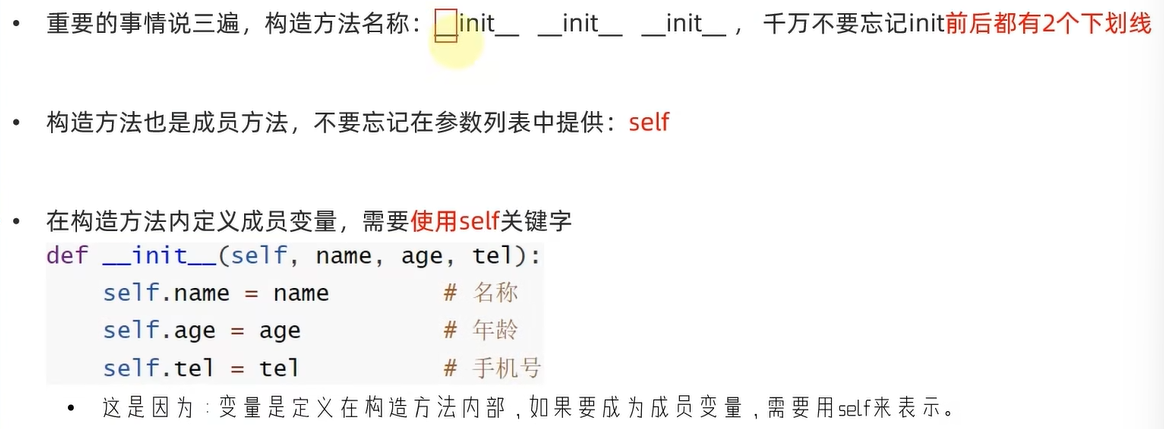 • 重要的事情说三遍，构造方法名称：__init__ __init__ __init__ ， 千万不要忘记init前后都有2个下划线
• 构造方法也是成员方法，不要忘记在参数列表中提供：self
• 在构造方法内定义成员变量，需要使用self关键字
def __init__(self, name, age, tel):
    self.name = name        # 名称
    self.age = age          # 年龄
    self.tel = tel          # 手机号
• 这是因为：变量是定义在构造方法内部，如果要成为成员变量，需要用self来表示。